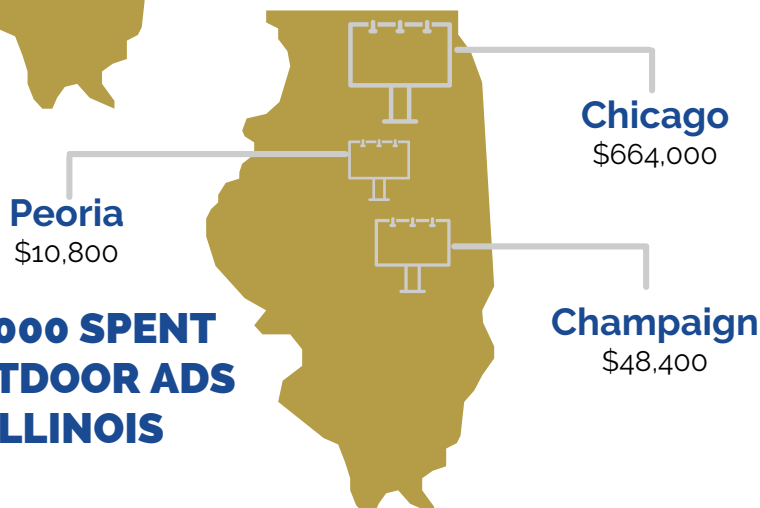 Chicago
$664,000
Peoria
$10,800
000 SPENT
TDOOR ADS
LLINOIS
Champaign
$48,400